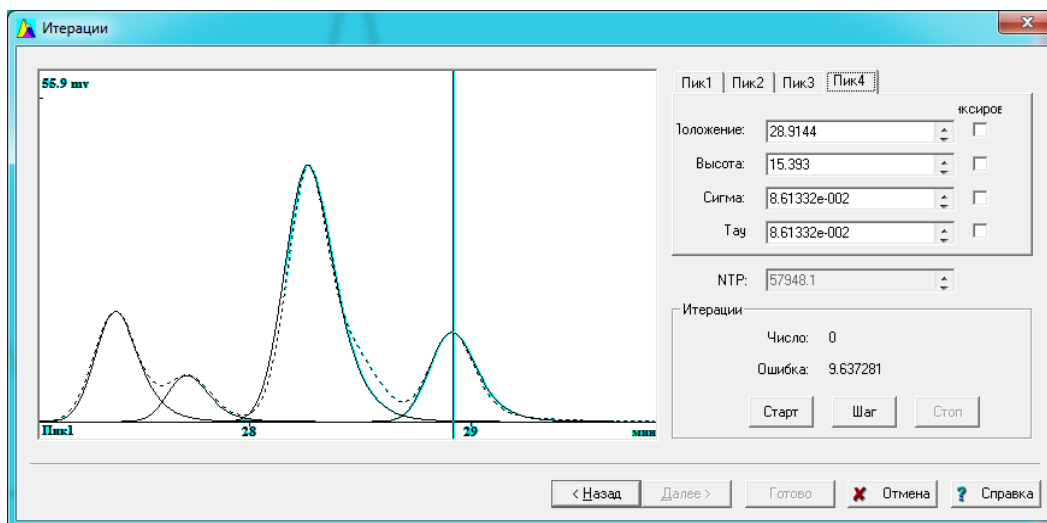 Итерации
55.9 mv
Пик1 28 29 мин
Пик1 Пик2 Пик3 Пик4
ксиров
Положение: 28.9144
Высота: 15.393
Сигма: 8.61332e-002
Тау 8.61332e-002
NTP: 57948.1
Итерации
Число: 0
Ошибка: 9.637281
Старт Шаг Стоп
< Назад Далее > Готово Отмена ? Справка